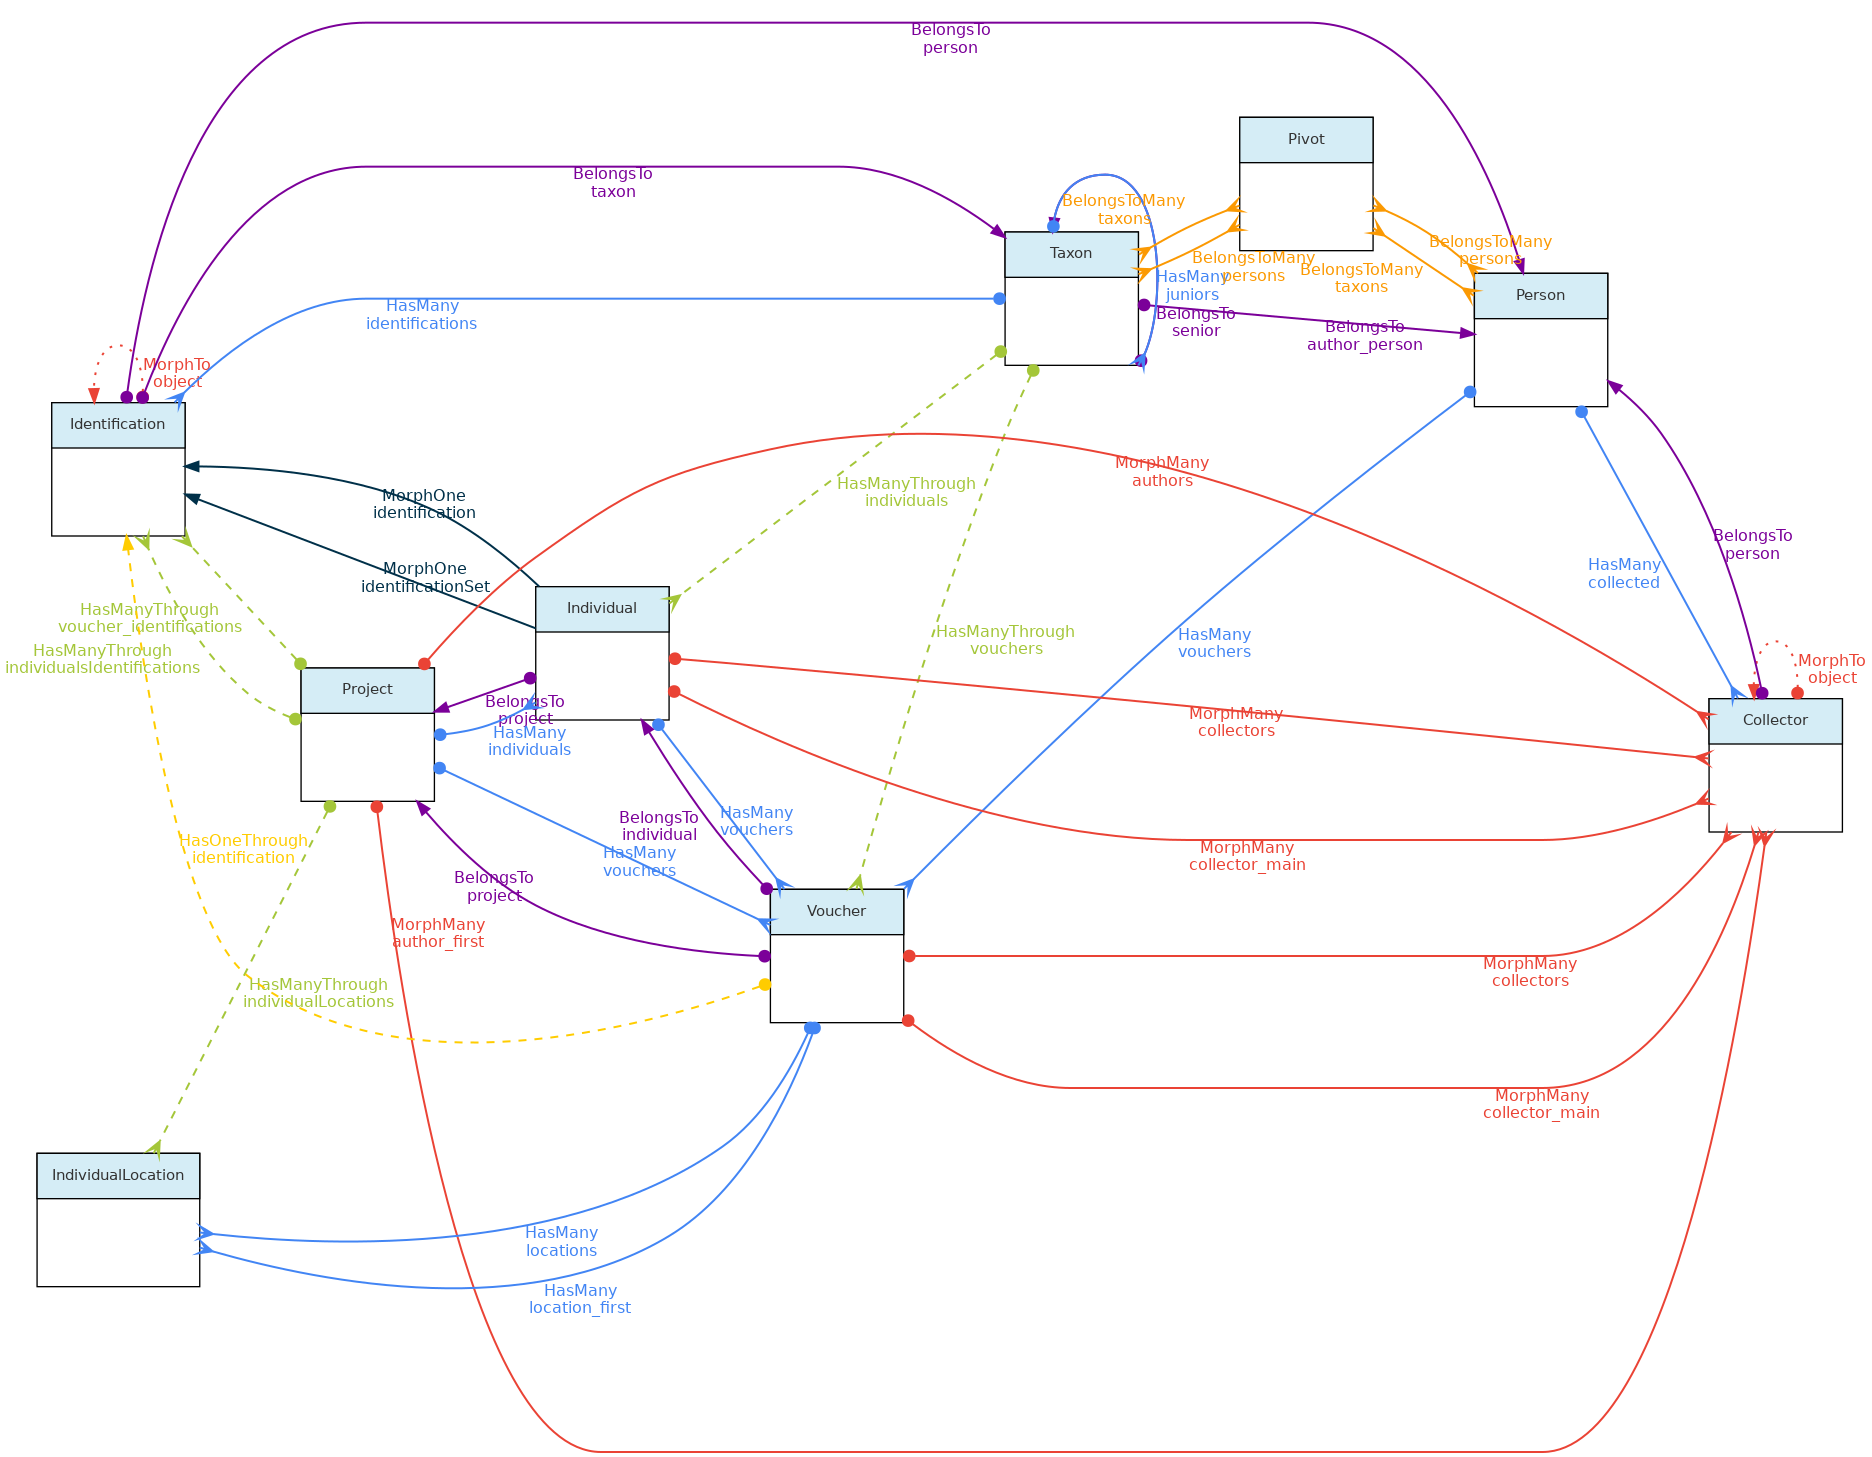 BelongsTo
person
Pivot
BelongsTo
taxon
BelongsToMany
taxons
Taxon
BelongsToMany
persons
BelongsToMany
persons
BelongsToMany
taxons
HasMany
juniors
Person
HasMany
identifications
BelongsTo
senior
BelongsTo
author_person
MorphTo
object
Identification
MorphMany
authors
HasManyThrough
individuals
MorphOne
identification
BelongsTo
person
HasMany
collected
MorphOne
identificationSet
Individual
HasManyThrough
voucher_identifications
HasManyThrough
vouchers
HasMany
vouchers
HasManyThrough
individualsIdentifications
MorphTo
object
Project
BelongsTo
project
HasMany
individuals
MorphMany
collectors
Collector
BelongsTo
individual
HasMany
vouchers
HasOneThrough
identification
HasMany
vouchers
MorphMany
collector_main
BelongsTo
project
Voucher
MorphMany
author_first
MorphMany
collectors
HasManyThrough
individualLocations
MorphMany
collector_main
IndividualLocation
HasMany
locations
HasMany
location_first